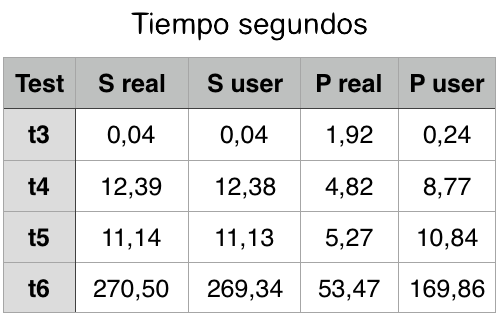 Tiempo segundos
Test S real S user P real P user
t3 0,04 0,04 1,92 0,24
t4 12,39 12,38 4,82 8,77
t5 11,14 11,13 5,27 10,84
t6 270,50 269,34 53,47 169,86